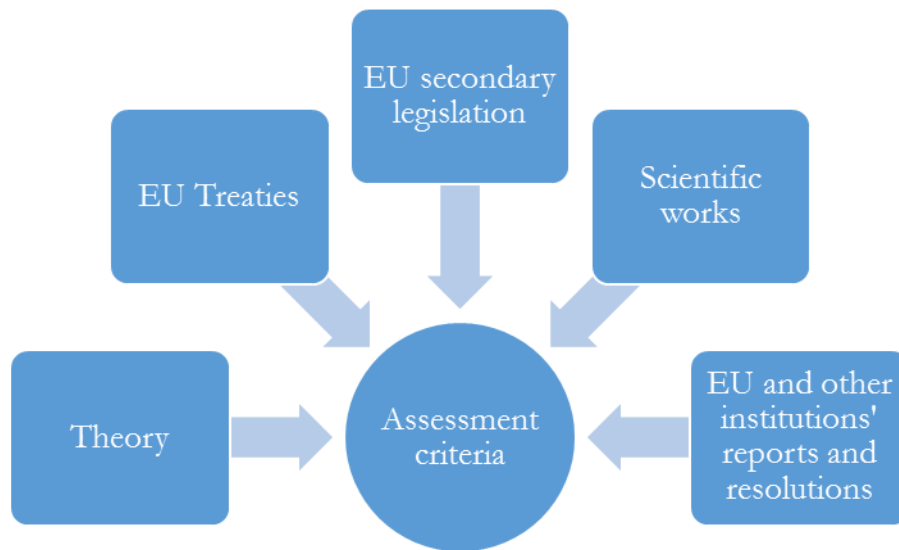 EU secondary
legislation
EU Treaties
Scientific
works
Theory
Assessment
criteria
EU and other
institutions'
reports and
resolutions